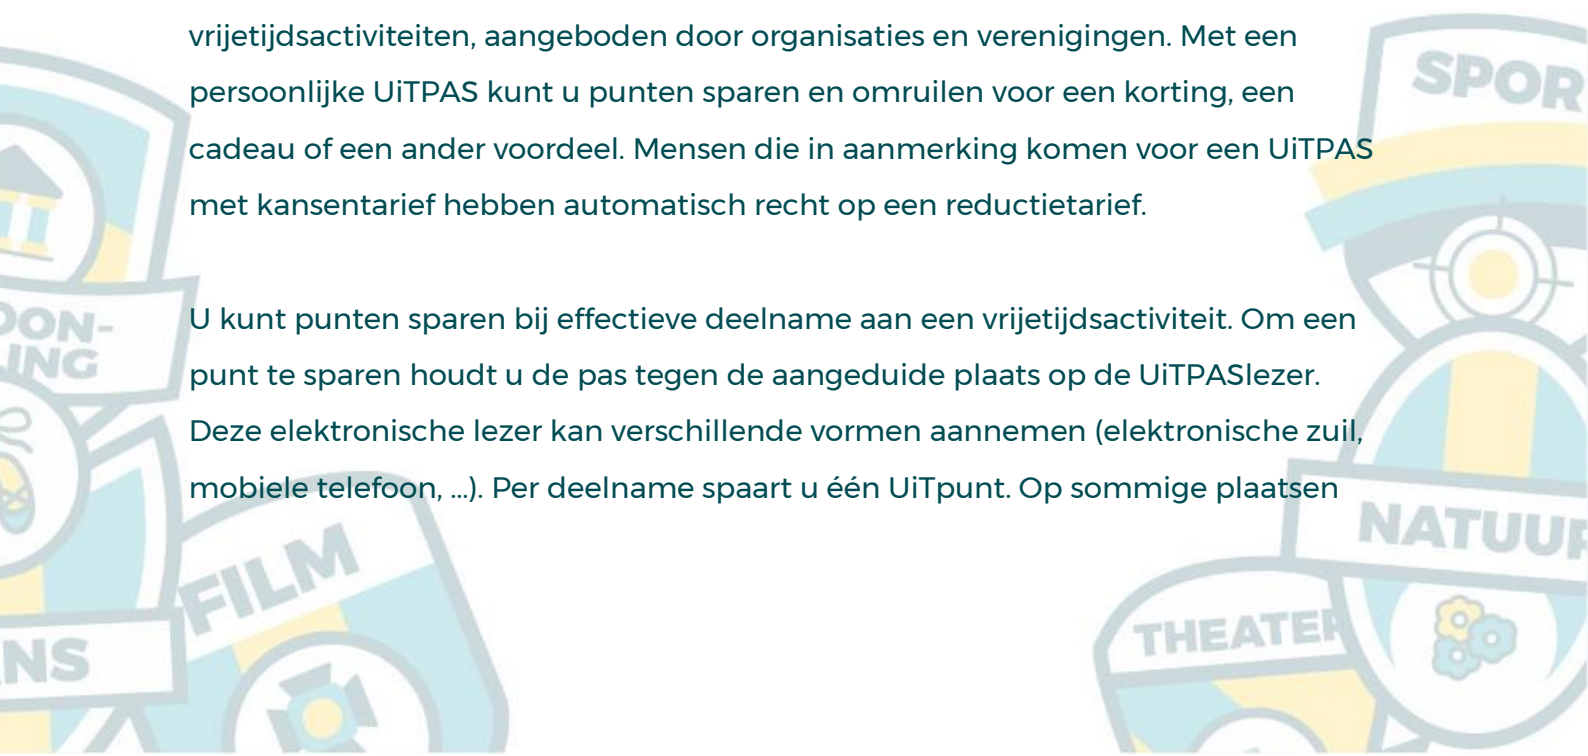 vrijetijdsactiviteiten, aangeboden door organisaties en verenigingen. Met een
persoonlijke UiTPAS kunt u punten sparen en omruilen voor een korting, een
cadeau of een ander voordeel. Mensen die in aanmerking komen voor een UiTPAS
met kansentarief hebben automatisch recht op een reductietarief.
U kunt punten sparen bij effectieve deelname aan een vrijetijdsactiviteit. Om een
punt te sparen houdt u de pas tegen de aangeduide plaats op de UiTPASlezer.
Deze elektronische lezer kan verschillende vormen aannemen (elektronische zuil,
mobiele telefoon, ...). Per deelname spaart u één UiTpunt. Op sommige plaatsen
SPOR
OON-
LING
NATUUR
FILM
THEATER
ANS